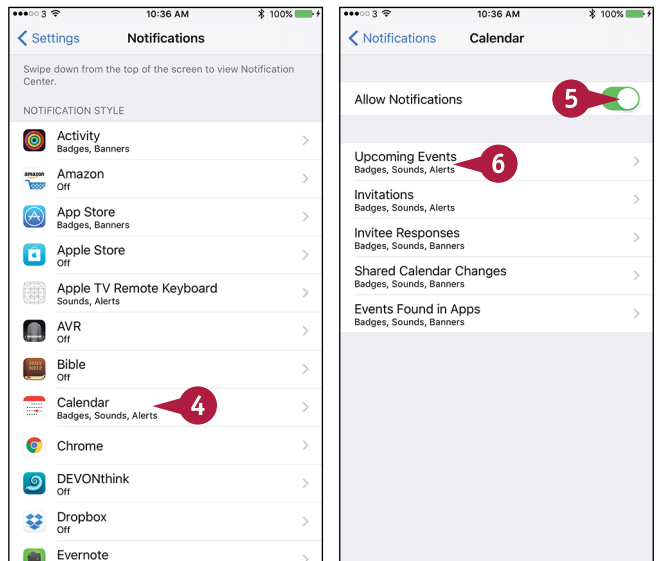 3 10:36 AM 100%
Settings Notifications
Swipe down from the top of the screen to view Notification
Center.
NOTIFICATION STYLE
Activity
Badges, Banners
amazon
Amazon
Off
App Store
Badges, Banners
Apple Store
Off
Apple TV Remote Keyboard
Sounds, Alerts
AVR
Off
HOLY
BIBLE
Bible
Off
Calendar
Badges, Sounds, Alerts
4
Chrome
DEVONthink
Off
Dropbox
Off
Evernote
3 10:36 AM 100%
Notifications Calendar
Allow Notifications
5
Upcoming Events
Badges, Sounds, Alerts
6
Invitations
Badges, Sounds, Alerts
Invitee Responses
Badges, Sounds, Banners
Shared Calendar Changes
Badges, Sounds, Banners
Events Found in Apps
Badges, Sounds, Banners